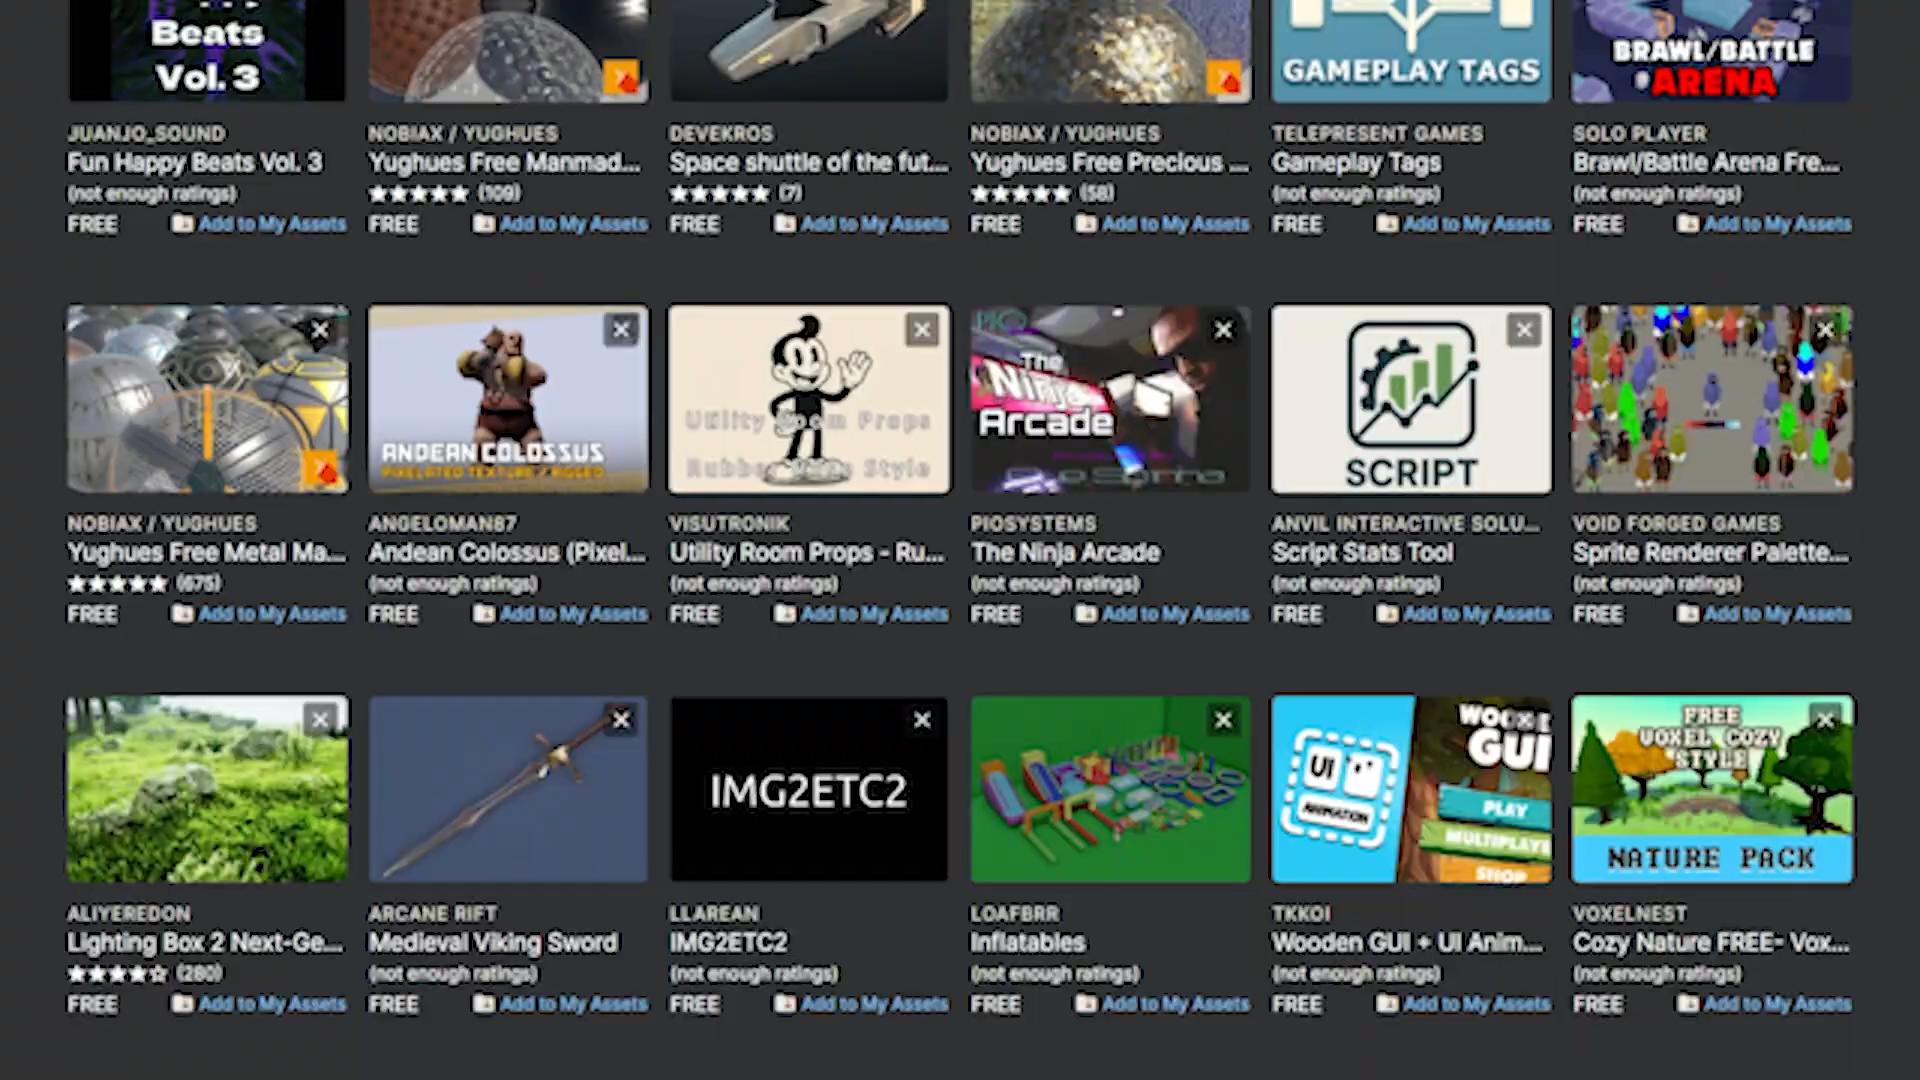 Beats
Vol. 3
GAMEPLAY TAGS
BRAWL/BATTLE
ARENA
JUANJO_SOUND
Fun Happy Beats Vol. 3
(not enough ratings)
FREE
Add to My Assets
NOBIAX / YUGHUES
Yughues Free Manmad...
(109)
FREE
Add to My Assets
DEVEKROS
Space shuttle of the fut...
(7)
FREE
Add to My Assets
NOBIAX / YUGHUES
Yughues Free Precious ...
(58)
FREE
Add to My Assets
TELEPRESENT GAMES
Gameplay Tags
(not enough ratings)
FREE
Add to My Assets
SOLO PLAYER
Brawl/Battle Arena Fre...
(not enough ratings)
FREE
Add to My Assets
ANDEAN COLOSSUS
PIXELATED TEXTURE / RIGGED
Utility Room Props
Style
The
Ninja
Arcade
SCRIPT
NOBIAX / YUGHUES
Yughues Free Metal Ma...
(675)
FREE
Add to My Assets
ANGELOMAN87
Andean Colossus (Pixel...
(not enough ratings)
FREE
Add to My Assets
VISUTRONIK
Utility Room Props - Ru...
(not enough ratings)
FREE
Add to My Assets
PIOSYSTEMS
The Ninja Arcade
(not enough ratings)
FREE
Add to My Assets
ANVIL INTERACTIVE SOLU...
Script Stats Tool
(not enough ratings)
FREE
Add to My Assets
VOID FORGED GAMES
Sprite Renderer Palette...
(not enough ratings)
FREE
Add to My Assets
IMG2ETC2
UI
ANIMATION
GUI
PLAY
SHOP
FREE
VOXEL COZY
STYLE
NATURE PACK
ALIYEREDON
Lighting Box 2 Next-Ge...
(280)
FREE
Add to My Assets
ARCANE RIFT
Medieval Viking Sword
(not enough ratings)
FREE
Add to My Assets
LLAREAN
IMG2ETC2
(not enough ratings)
FREE
Add to My Assets
LOAFBRR
Inflatables
(not enough ratings)
FREE
Add to My Assets
TKKOI
Wooden GUI + UI Anim...
(not enough ratings)
FREE
Add to My Assets
VOXELNEST
Cozy Nature FREE- Vox...
(not enough ratings)
FREE
Add to My Assets